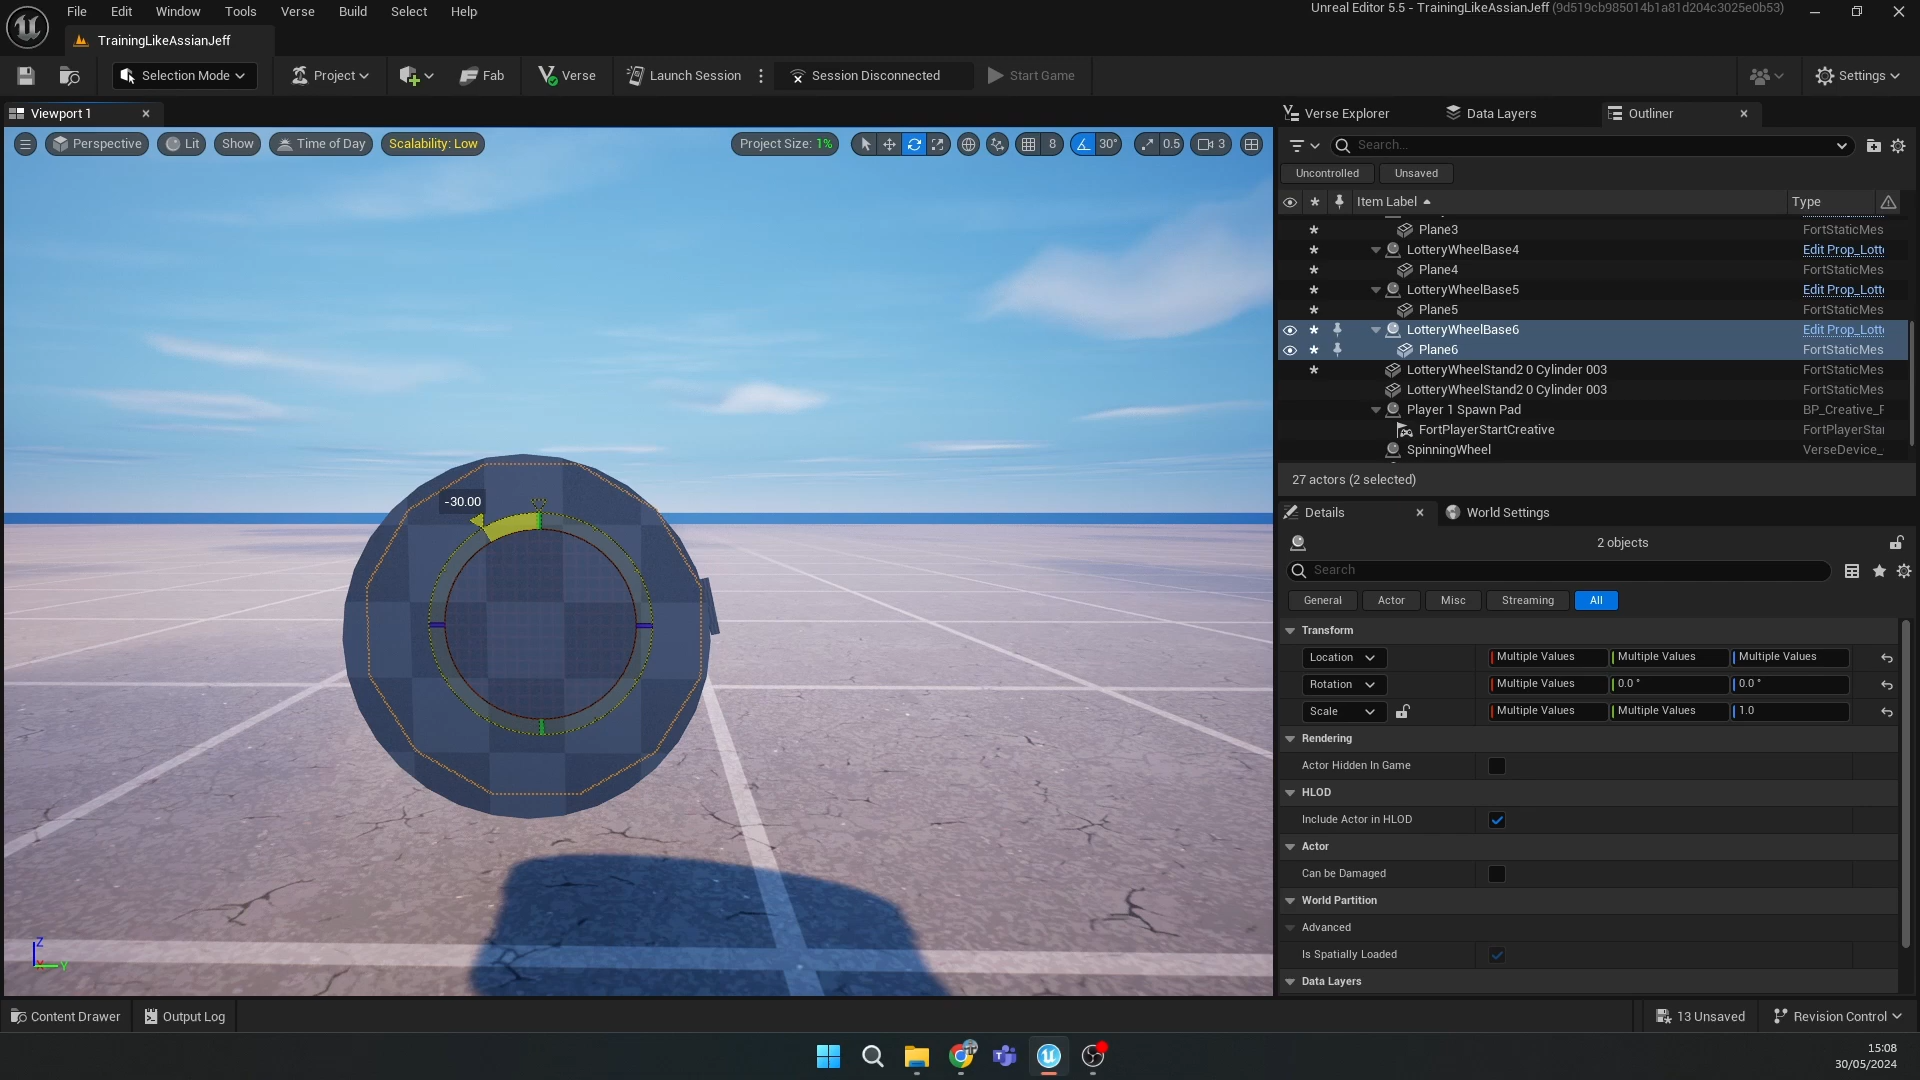 File Edit Window Tools Verse Build Select Help
Unreal Editor 5.5 - TrainingLikeAssianJeff (9d519cb985014b1a81d204c3025e0b53)
TrainingLikeAssianJeff
Selection Mode Project Fab Verse Launch Session Session Disconnected Start Game Settings
Viewport 1
Verse Explorer Data Layers Outliner
Perspective Lit Show Time of Day Scalability: Low Project Size: 1% 8 30° 0.5 3
Search...
Uncontrolled Unsaved
Item Label Type
Plane3 FortStaticMes
LotteryWheelBase4 Edit Prop_Lott
Plane4 FortStaticMes
LotteryWheelBase5 Edit Prop_Lott
Plane5 FortStaticMes
LotteryWheelBase6 Edit Prop_Lott
Plane6 FortStaticMes
LotteryWheelStand2 0 Cylinder 003 FortStaticMes
LotteryWheelStand2 0 Cylinder 003 FortStaticMes
Player 1 Spawn Pad BP_Creative_F
FortPlayerStartCreative FortPlayerStar
SpinningWheel VerseDevice_
27 actors (2 selected)
-30.00
Details World Settings
2 objects
Search
General Actor Misc Streaming All
Transform
Location Multiple Values Multiple Values Multiple Values
Rotation Multiple Values 0.0 ° 0.0 °
Scale Multiple Values Multiple Values 1.0
Rendering
Actor Hidden In Game
HLOD
Include Actor in HLOD
Actor
Can be Damaged
World Partition
Advanced
Is Spatially Loaded
Data Layers
Z
Y
Content Drawer Output Log 13 Unsaved Revision Control
15:08
30/05/2024